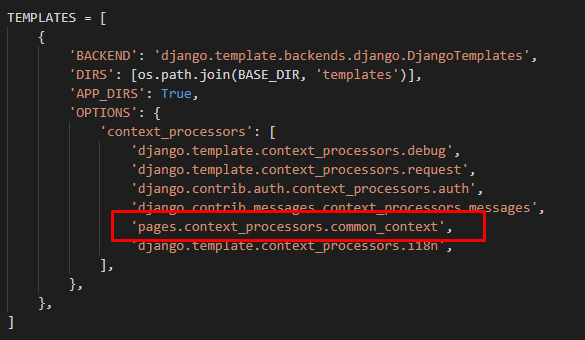 TEMPLATES = [
{
'BACKEND': 'django.template.backends.django.DjangoTemplates',
'DIRS': [os.path.join(BASE_DIR, 'templates')],
'APP_DIRS': True,
'OPTIONS': {
'context_processors': [
'django.template.context_processors.debug',
'django.template.context_processors.request',
'django.contrib.auth.context_processors.auth',
'django.contrib.messages.context_processors.messages',
'pages.context_processors.common_context',
'django.template.context_processors.i18n',
],
},
},
]